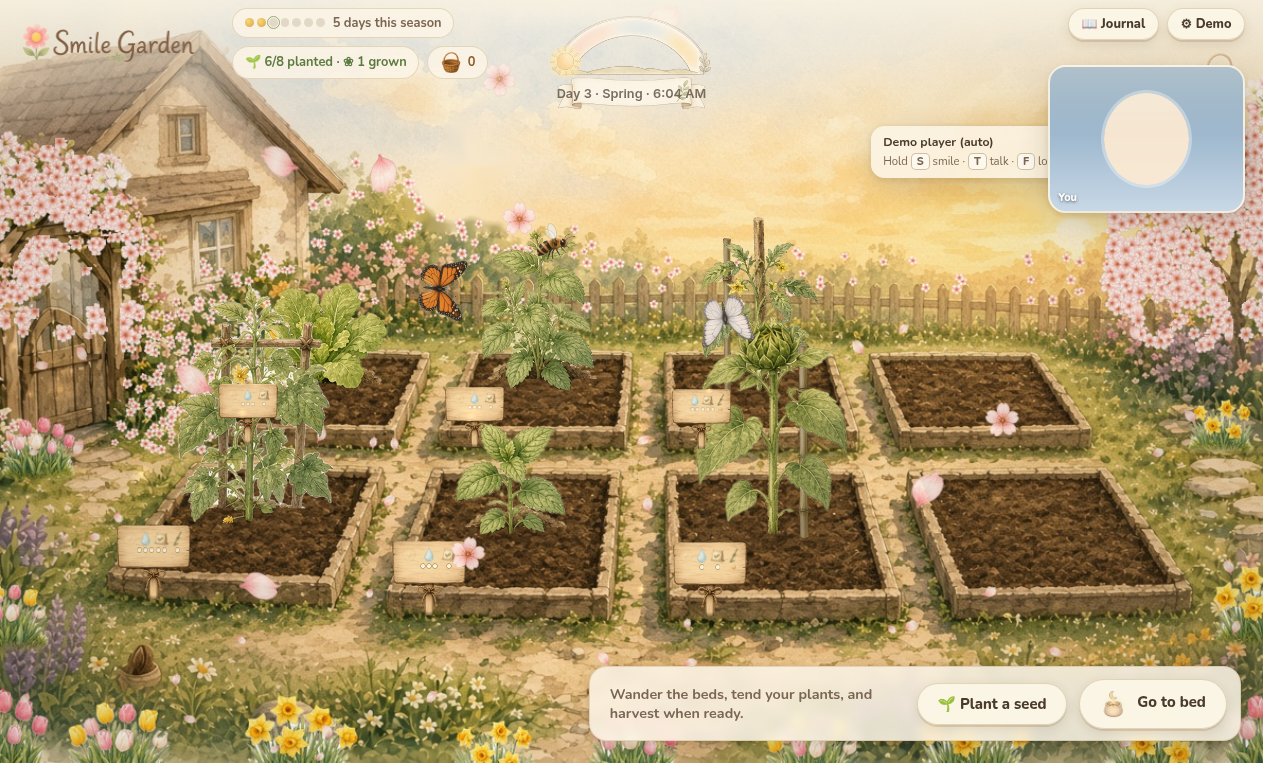 Smile Garden
5 days this season
6/8 planted · 1 grown
0
Day 3 · Spring · 6:04 AM
Journal
Demo
Demo player (auto)
Hold S smile · T talk · F
You
Wander the beds, tend your plants, and
harvest when ready.
Plant a seed
Go to bed